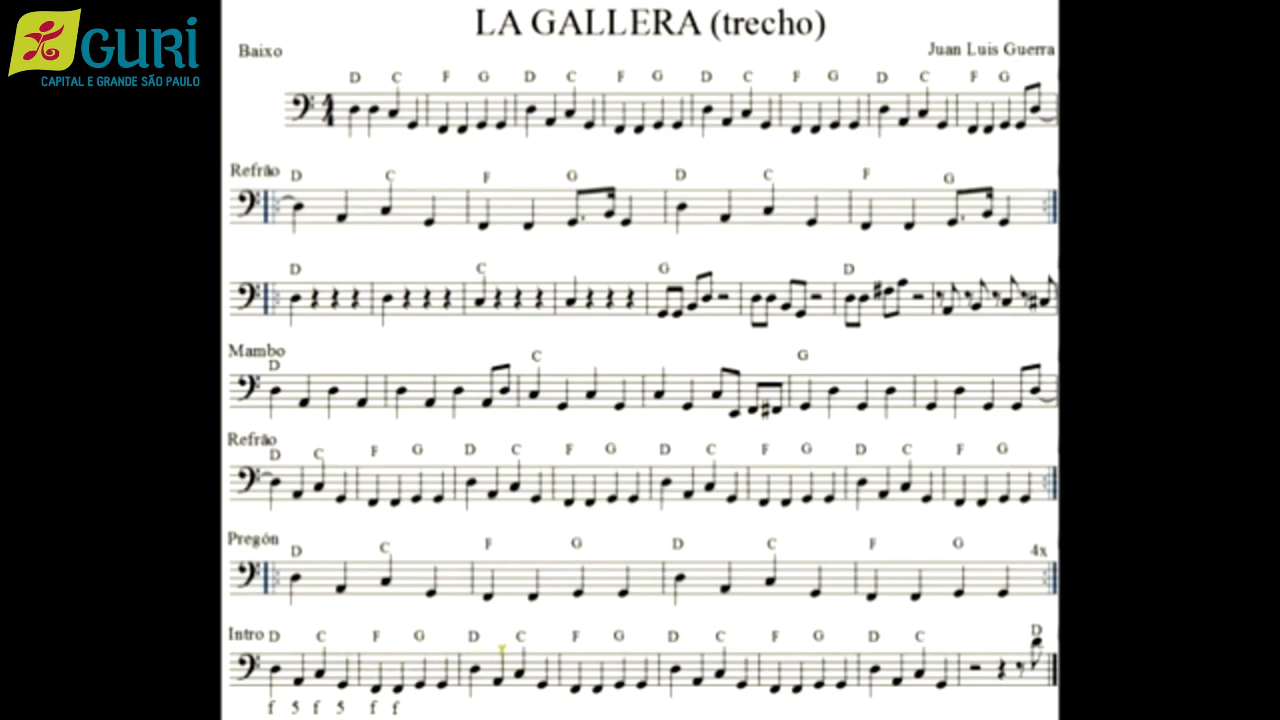 GURI
CAPITAL E GRANDE SÃO PAULO
LA GALLERA (trecho)
Baixo
Juan Luis Guerra
D C F G D C F G D C F G D C F G
Refrão D C F G D C F G
D C G D
Mambo
D C G
Refrão
D C F G D C F G D C F G D C F G
Pregón D C F G D C F G 4x
Intro D C F G D C F G D C F G D C D
f 5 f 5 f f